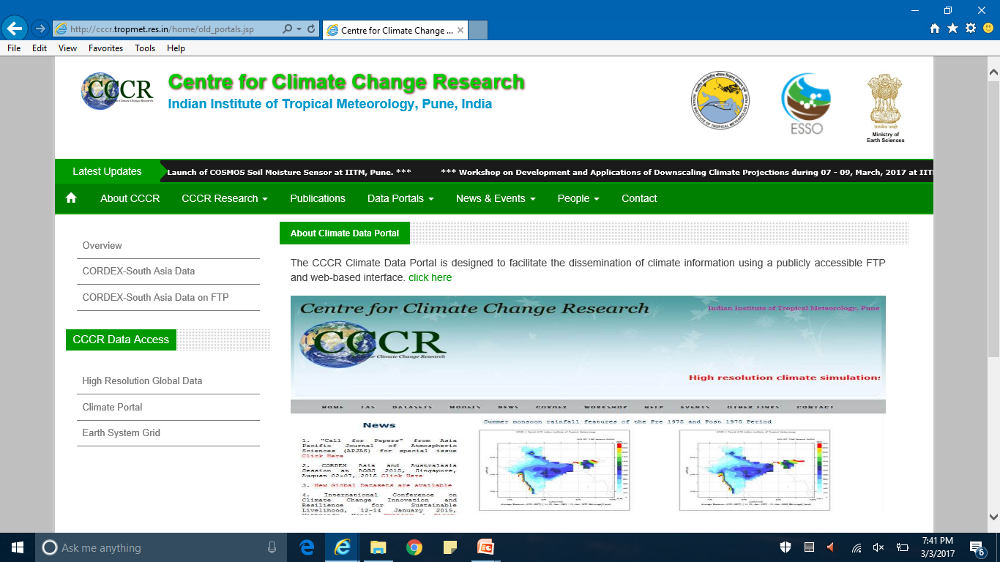 http://cccr.tropmet.res.in/home/old_portals.jsp
Centre for Climate Change ...
File Edit View Favorites Tools Help
CCCR
Centre for Climate Change Research
Indian Institute of Tropical Meteorology, Pune, India
ESSO
सत्यमेव जयते
Ministry of
Earth Sciences
Latest Updates
Launch of COSMOS Soil Moisture Sensor at IITM, Pune. *** *** Workshop on Development and Applications of Downscaling Climate Projections during 07 - 09, March, 2017 at IIT
About CCCR CCCR Research Publications Data Portals News & Events People Contact
Overview
CORDEX-South Asia Data
CORDEX-South Asia Data on FTP
CCCR Data Access
High Resolution Global Data
Climate Portal
Earth System Grid
About Climate Data Portal
The CCCR Climate Data Portal is designed to facilitate the dissemination of climate information using a publicly accessible FTP
and web-based interface. click here
Centre for Climate Change Research
Indian Institute of Tropical Meteorology, Pune
CCCR
Centre for Climate Change Research
High resolution climate simulations
HOME LAS DATASETS MODELS NEWS CORDEX WORKSHOP HELP EVENTS OTHER LINKS CONTACT
News
1. "Call for Papers" from Asia
Pacific Journal of Atmospheric
Sciences (APJAS) for special issue
Click Here
2. CORDEX Asia and Australasia
Session at AOGS 2015, Singapore,
August 02-07, 2015 Click Here
3. New Global Datasets are available
4. International Conference on
Climate Change Innovation and
Resilience for Sustainable
Livelihood, 12-14 January 2015,
Summer monsoon rainfall features of the Pre 1975 and Post 1975 Period
Ask me anything
7:41 PM
3/3/2017
6